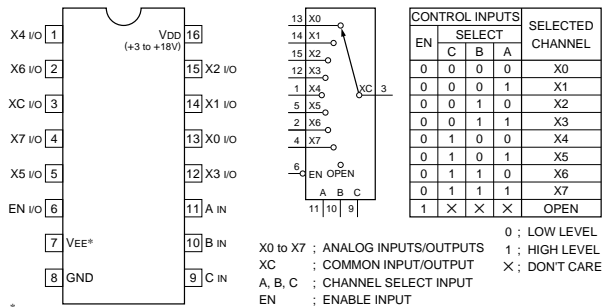 X4 I/O 1
X6 I/O 2
XC I/O 3
X7 I/O 4
X5 I/O 5
EN I/O 6
7 VEE*
8 GND
VDD 16
(+3 to +18V)
15 X2 I/O
14 X1 I/O
13 X0 I/O
12 X3 I/O
11 A IN
10 B IN
9 C IN
*
13 X0
14 X1
15 X2
12 X3
1 X4
5 X5
2 X6
4 X7
XC 3
6 EN OPEN
A B C
11 10 9
CONTROL INPUTS SELECTED CHANNEL
EN SELECT
C B A
0 0 0 0 X0
0 0 0 1 X1
0 0 1 0 X2
0 0 1 1 X3
0 1 0 0 X4
0 1 0 1 X5
0 1 1 0 X6
0 1 1 1 X7
1 × × × OPEN
X0 to X7 ; ANALOG INPUTS/OUTPUTS
XC ; COMMON INPUT/OUTPUT
A, B, C ; CHANNEL SELECT INPUT
EN ; ENABLE INPUT
0 ; LOW LEVEL
1 ; HIGH LEVEL
× ; DON'T CARE